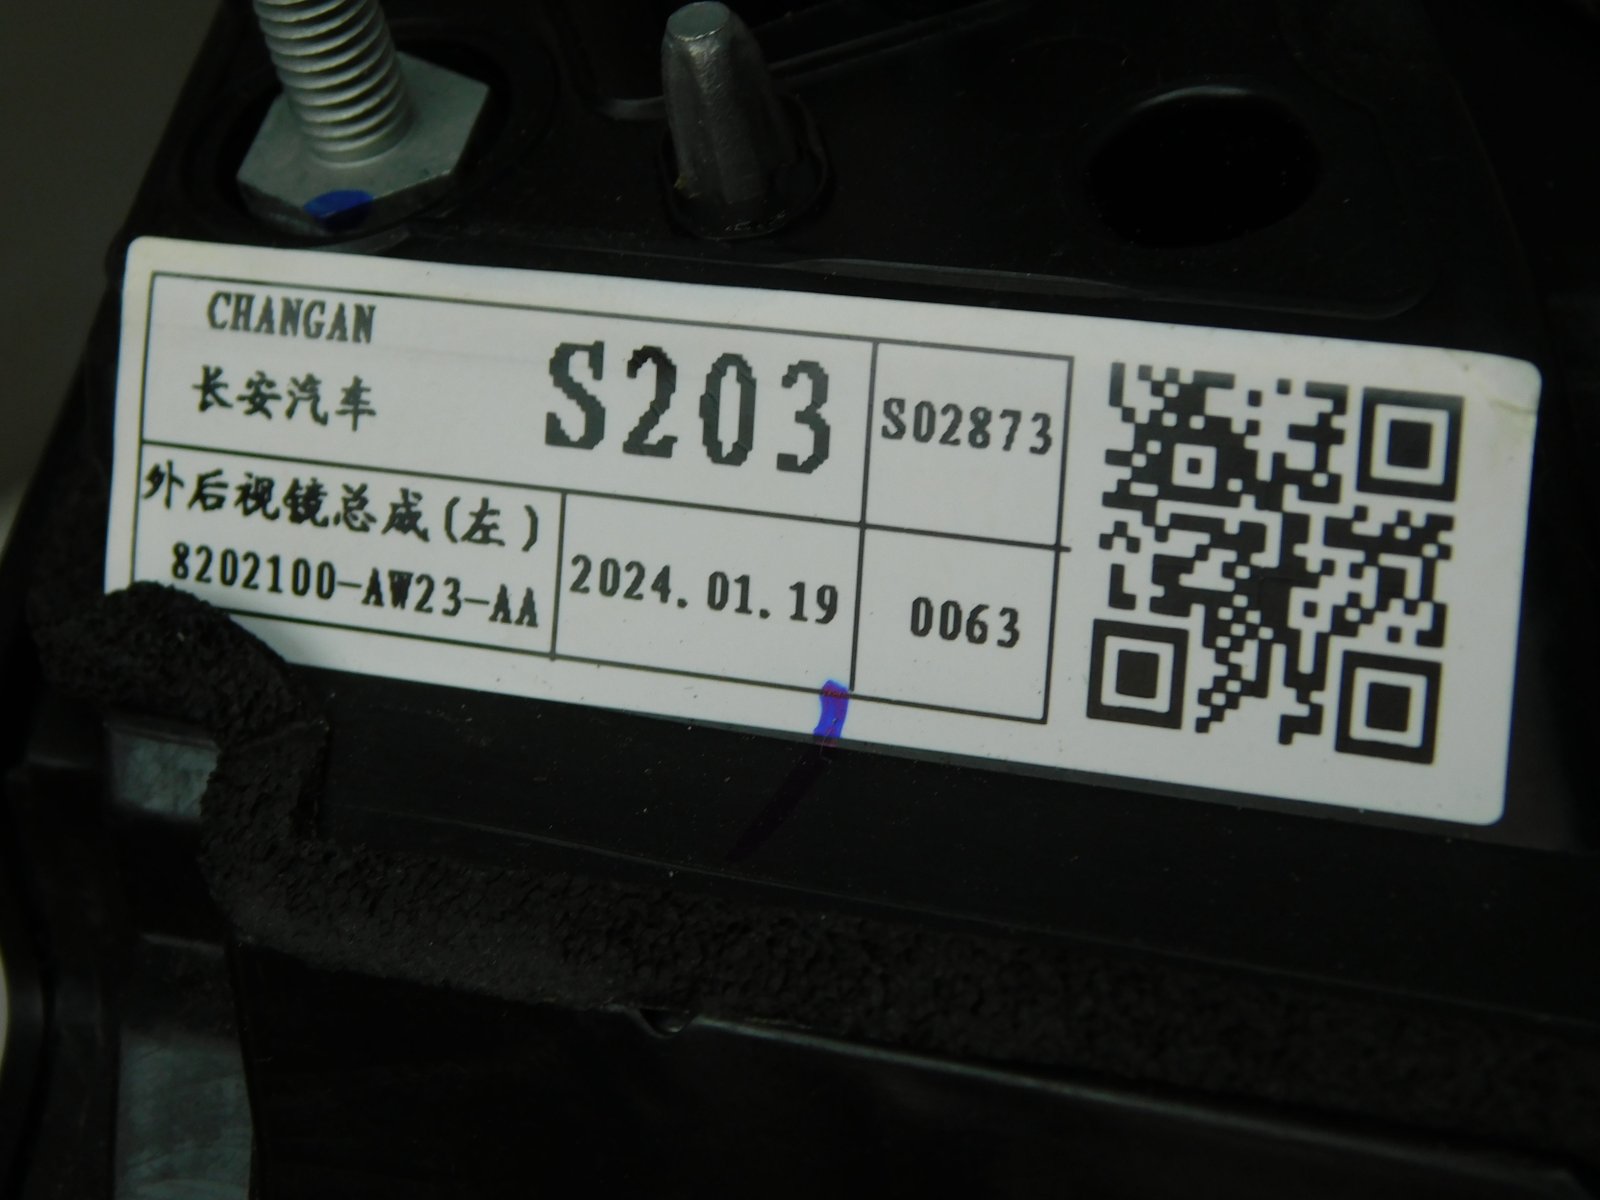 CHANGAN
长安汽车
S203
S02873
外后视镜总成(左)
8202100-AW23-AA
2024.01.19
0063